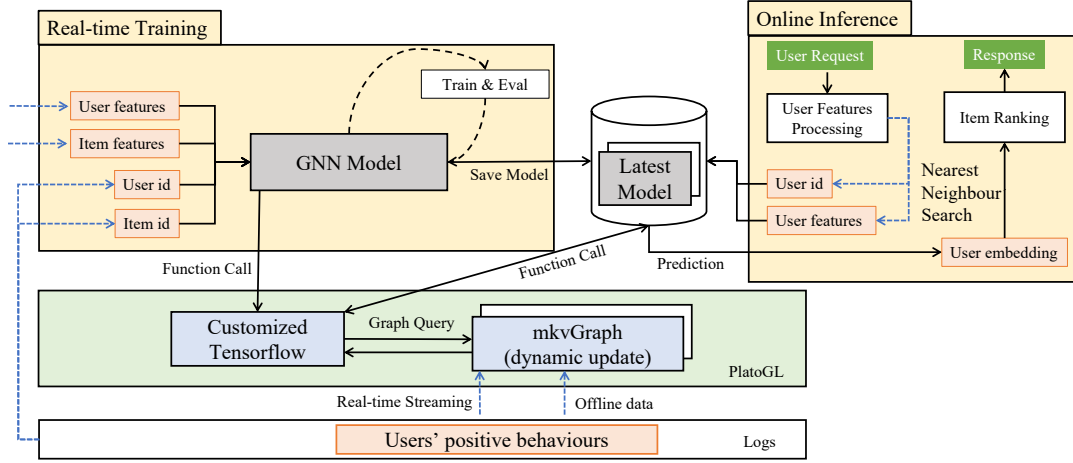 Real-time Training
Online Inference
Train & Eval
User features
Item features
User id
Item id
GNN Model
Save Model
Latest
Model
User Request
Response
User Features
Processing
Item Ranking
Nearest
Neighbour
Search
User id
User features
User embedding
Function Call
Function Call
Prediction
Customized
Tensorflow
Graph Query
mkvGraph
(dynamic update)
PlatoGL
Real-time Streaming
Offline data
Users' positive behaviours
Logs